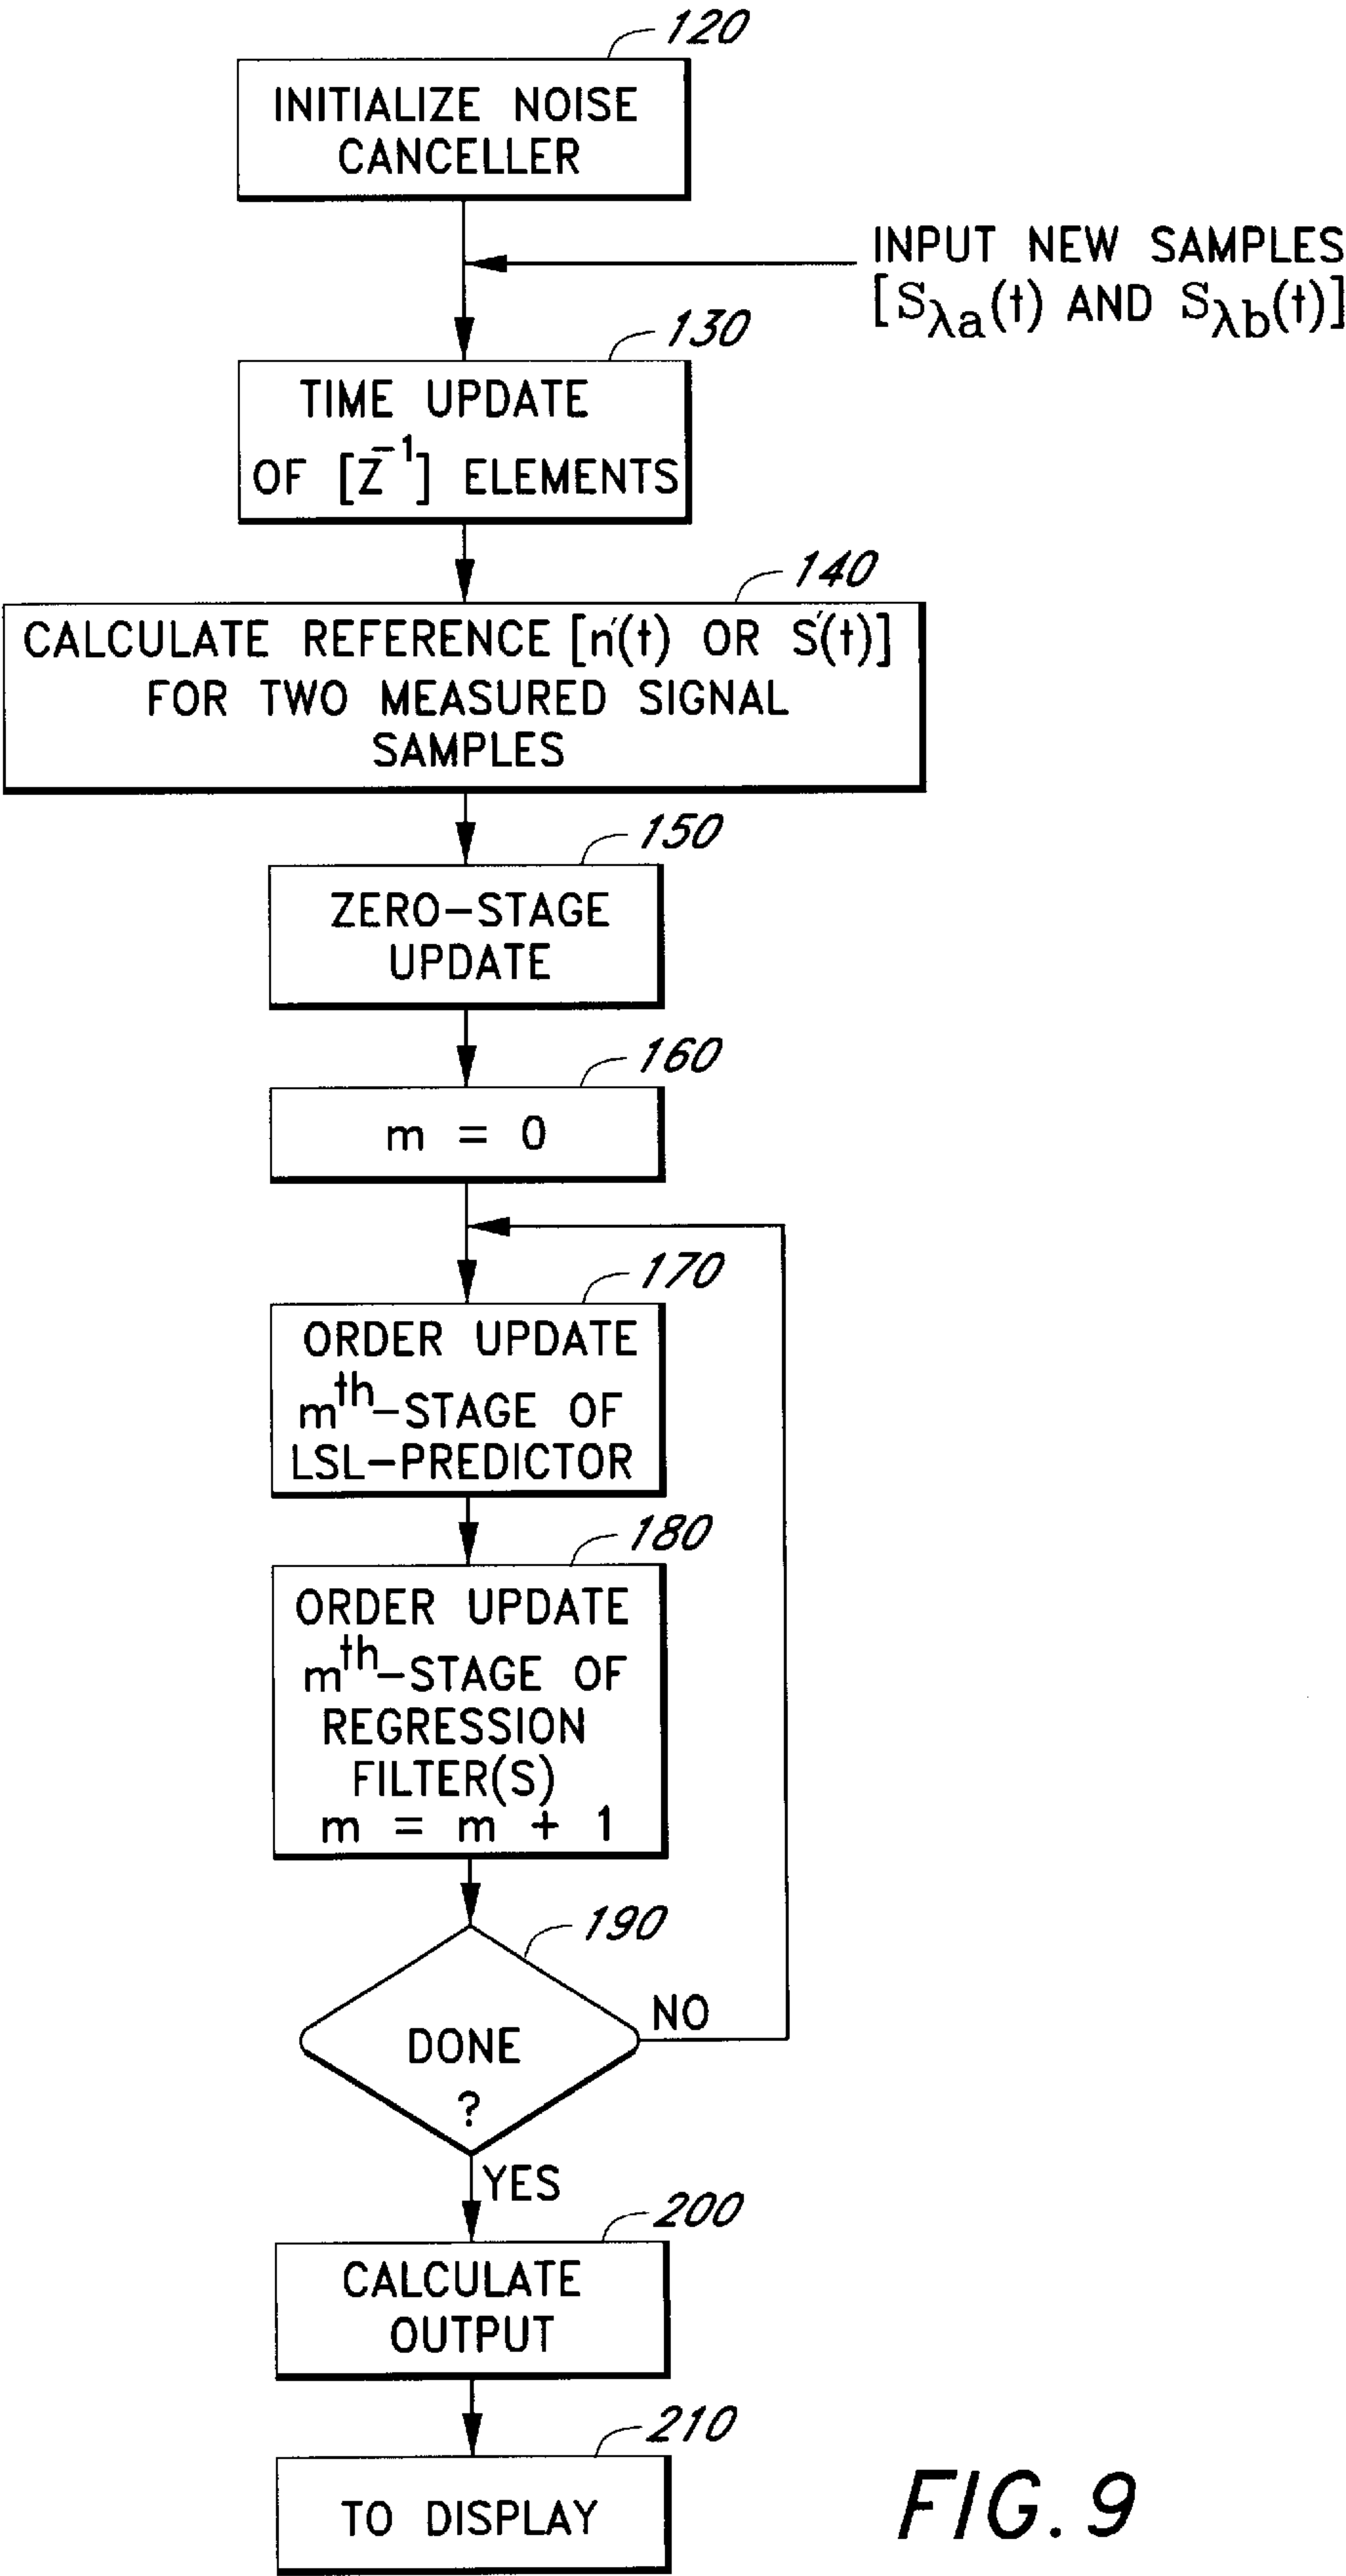 120
INITIALIZE NOISE
CANCELLER
INPUT NEW SAMPLES
[Sλa(t) AND Sλb(t)]
130
TIME UPDATE
OF [Z⁻¹] ELEMENTS
140
CALCULATE REFERENCE [n′(t) OR S′(t)]
FOR TWO MEASURED SIGNAL
SAMPLES
150
ZERO-STAGE
UPDATE
160
m = 0
170
ORDER UPDATE
mᵗʰ-STAGE OF
LSL-PREDICTOR
180
ORDER UPDATE
mᵗʰ-STAGE OF
REGRESSION
FILTER(S)
m = m + 1
190
DONE
?
NO
YES
200
CALCULATE
OUTPUT
210
TO DISPLAY
FIG. 9